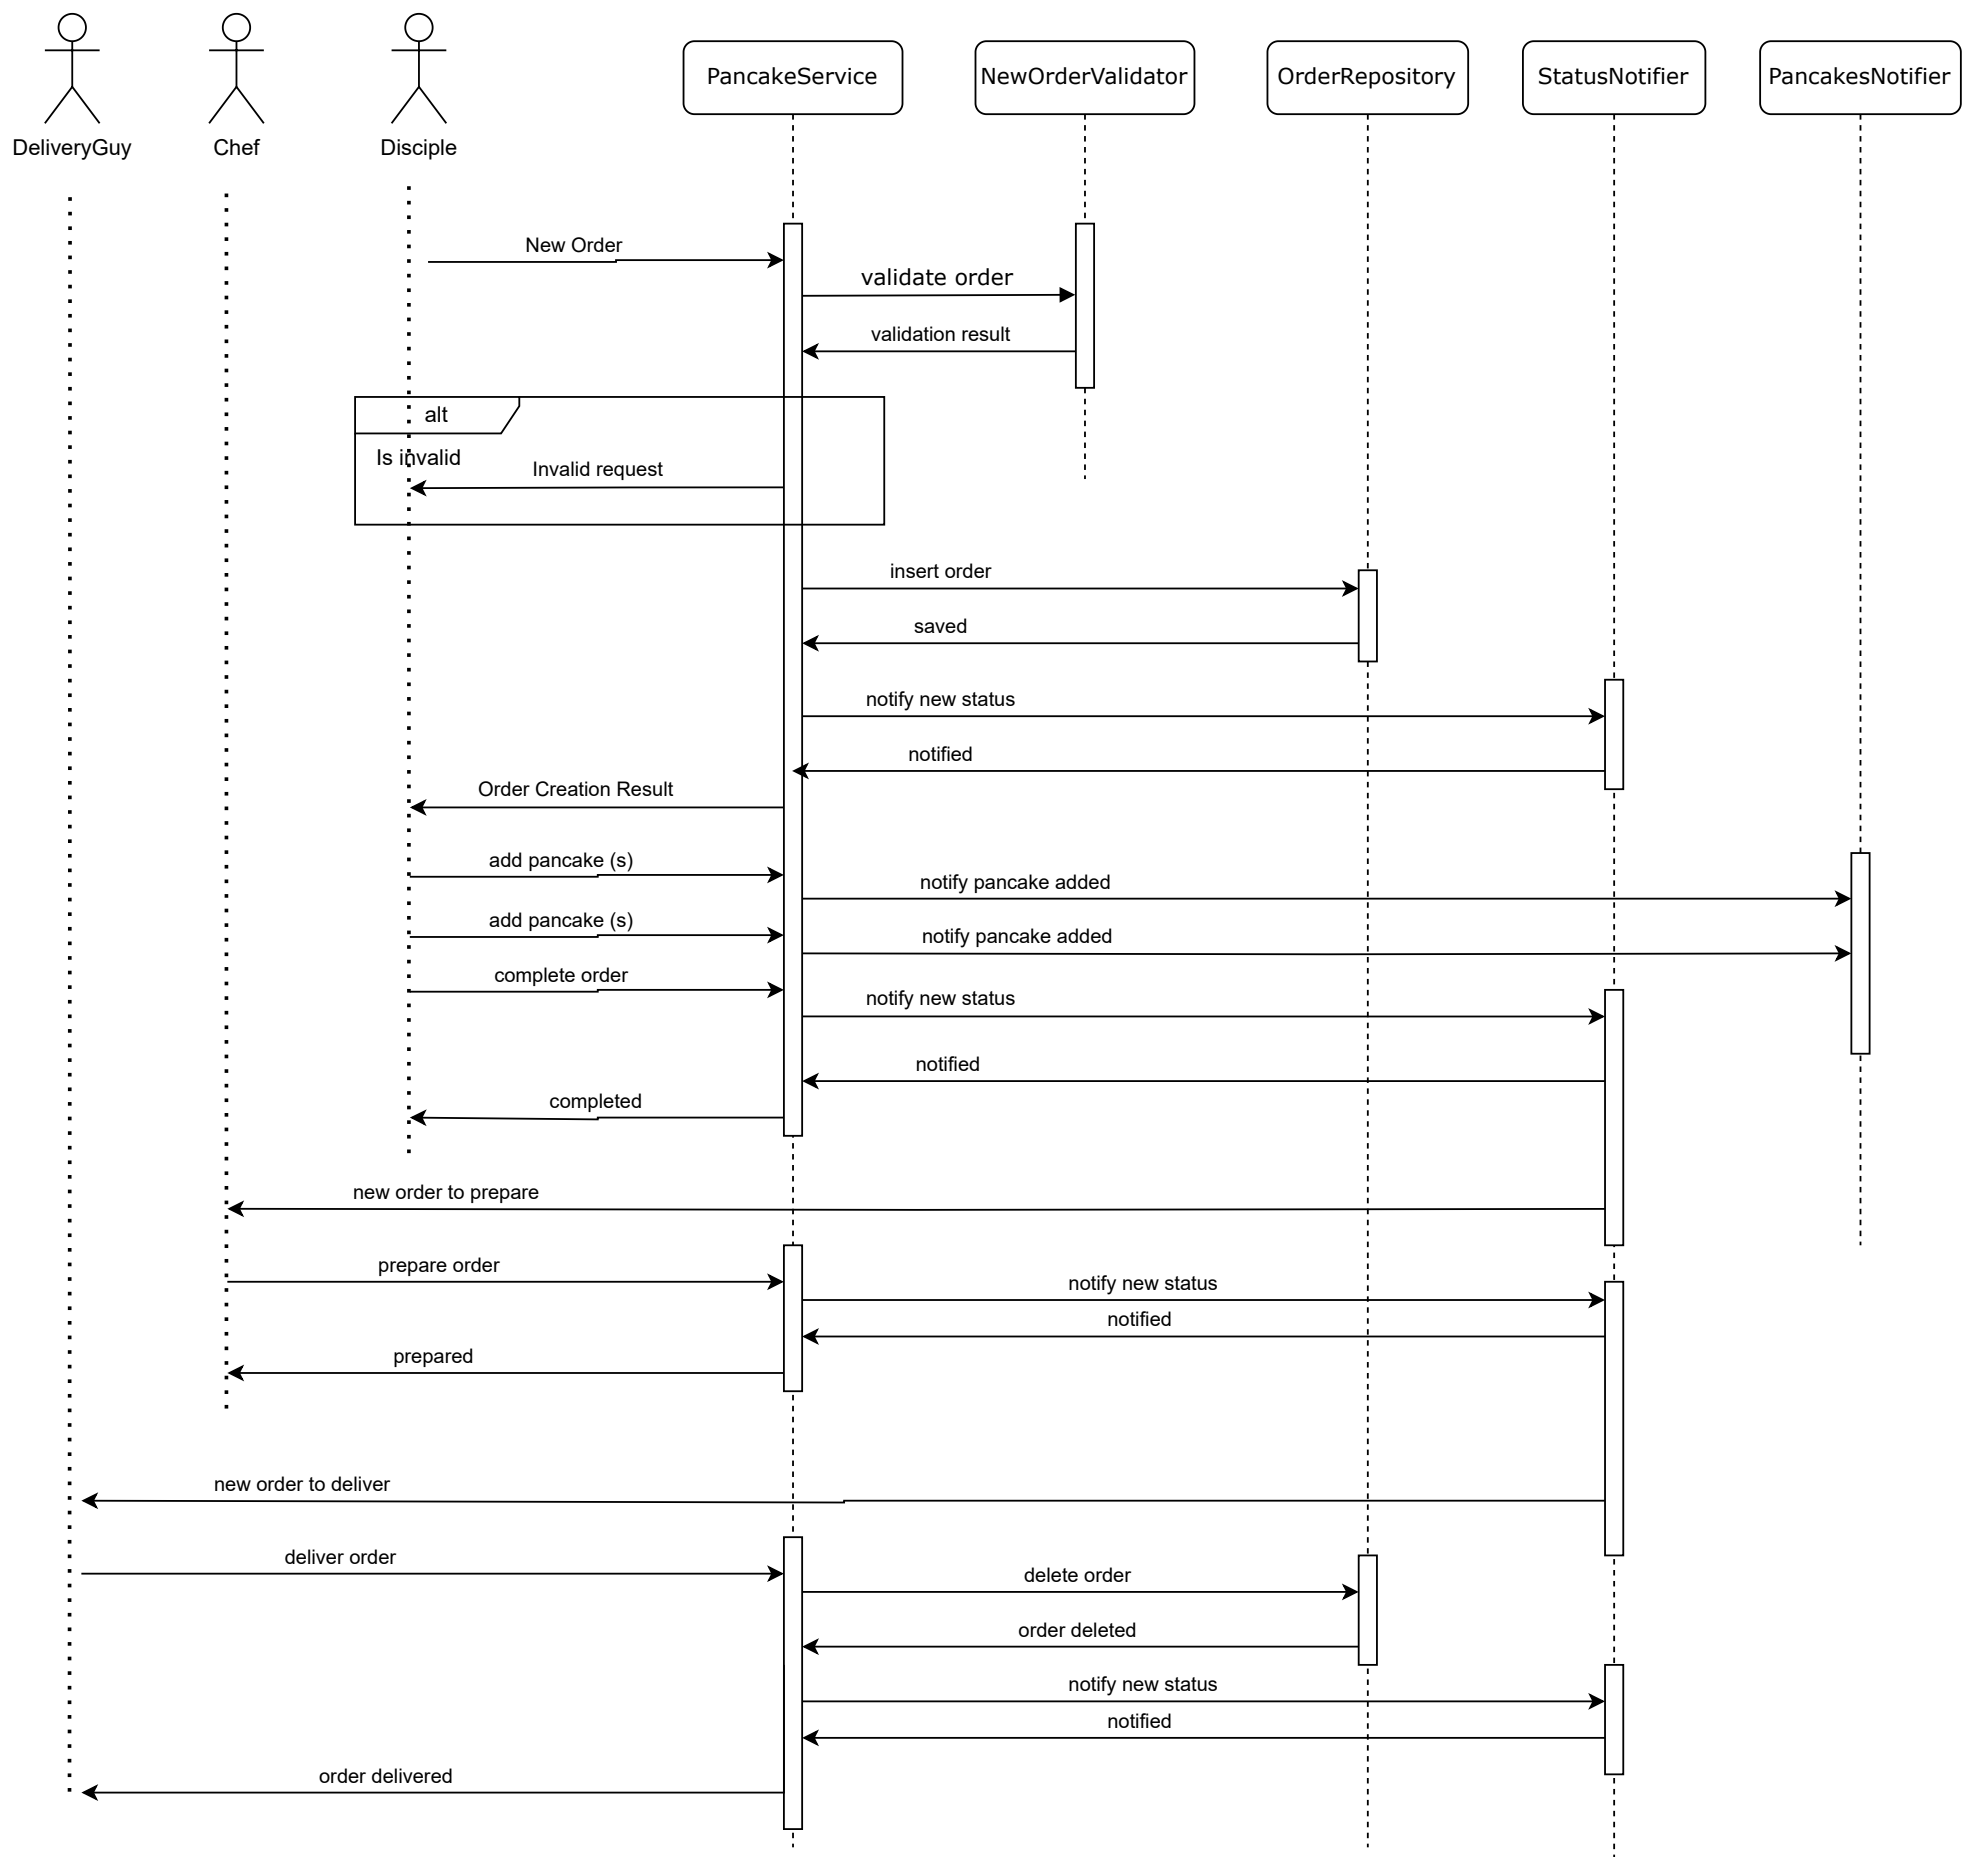 DeliveryGuy
Chef
Disciple
PancakeService
NewOrderValidator
OrderRepository
StatusNotifier
PancakesNotifier
New Order
validate order
validation result
alt
Is invalid
Invalid request
insert order
saved
notify new status
notified
Order Creation Result
add pancake (s)
notify pancake added
add pancake (s)
notify pancake added
complete order
notify new status
notified
completed
new order to prepare
prepare order
notify new status
notified
prepared
new order to deliver
deliver order
delete order
order deleted
notify new status
notified
order delivered